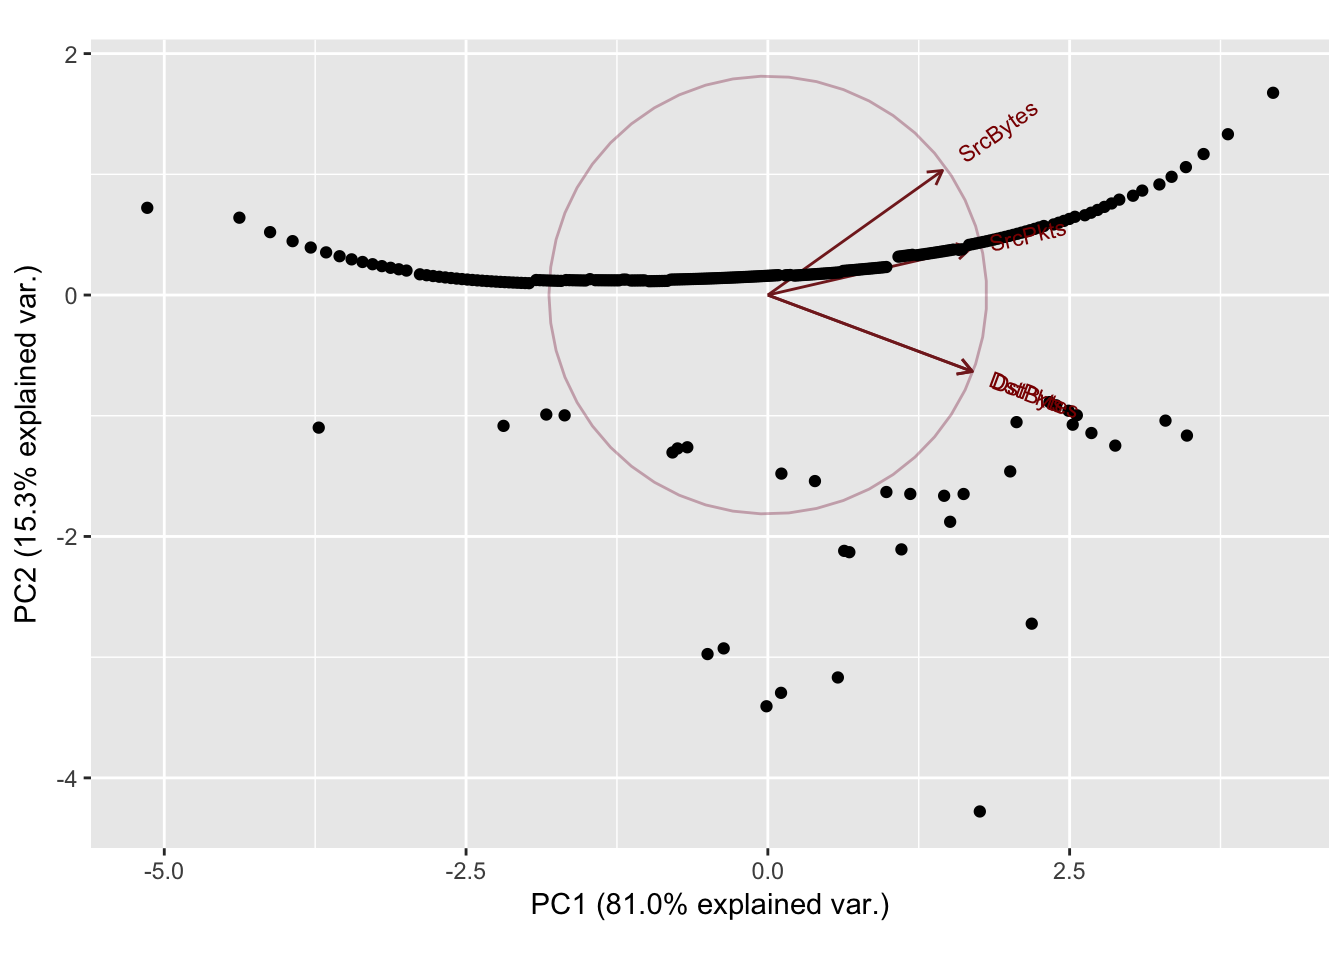 2
0
-2
-4
PC2 (15.3% explained var.)
SrcBytes
SrcPkts
DstBytes
-5.0
-2.5
0.0
2.5
PC1 (81.0% explained var.)